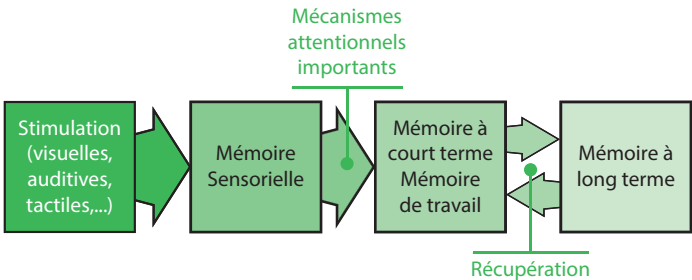 Mécanismes
attentionnels
importants
Stimulation
(visuelles,
auditives,
tactiles,...)
Mémoire
Sensorielle
Mémoire à
court terme
Mémoire
de travail
Mémoire à
long terme
Récupération